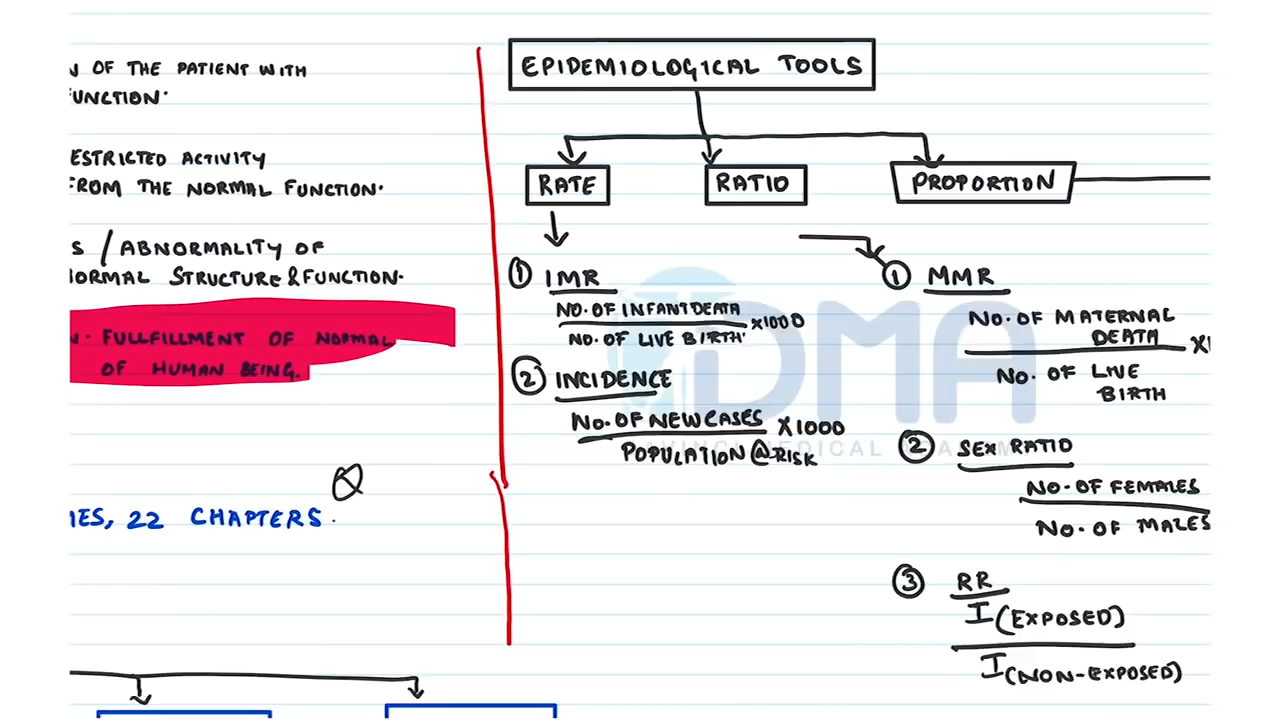 N OF THE PATIENT WITH
FUNCTION.
ESTRICTED ACTIVITY
FROM THE NORMAL FUNCTION.
S / ABNORMALITY OF
NORMAL STRUCTURE & FUNCTION.
N. FULLFILLMENT OF NORMAL
OF HUMAN BEING.
IES, 22 CHAPTERS.
EPIDEMIOLOGICAL TOOLS
RATE RATIO PROPORTION
① IMR
NO. OF INFANT DEATH
NO. OF LIVE BIRTH. X1000
② INCIDENCE
NO. OF NEW CASES
POPULATION @ RISK X1000
① MMR
NO. OF MATERNAL
DEATH
NO. OF LIVE
BIRTH
② SEX RATIO
NO. OF FEMALES
NO. OF MALES
③ RR
I (EXPOSED)
I (NON-EXPOSED)
DMA